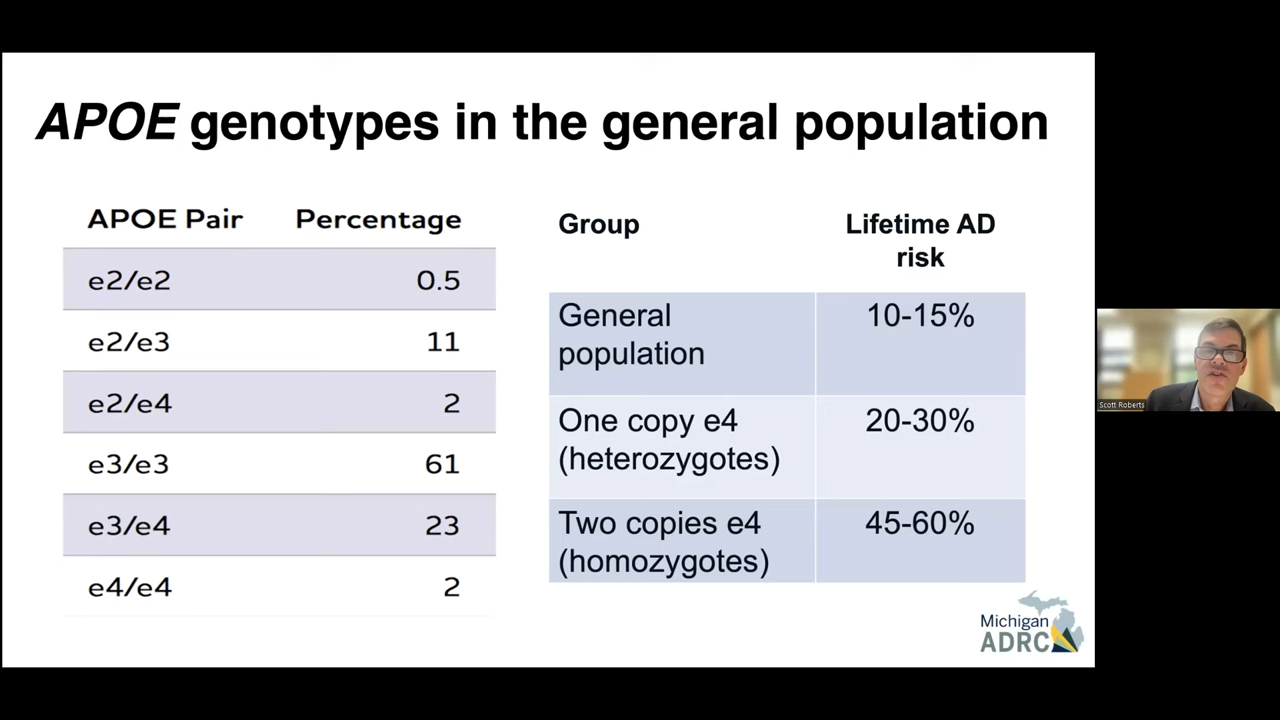 APOE genotypes in the general population
APOE Pair Percentage
e2/e2 0.5
e2/e3 11
e2/e4 2
e3/e3 61
e3/e4 23
e4/e4 2
Group Lifetime AD
risk
General
population 10-15%
One copy e4
(heterozygotes) 20-30%
Two copies e4
(homozygotes) 45-60%
Michigan
ADRC
Scott Roberts